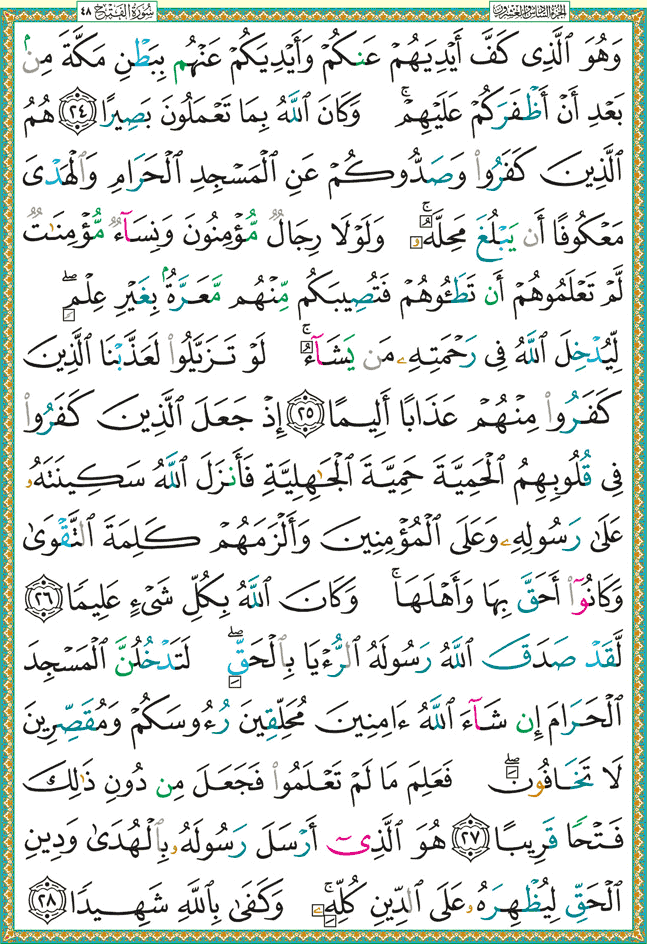 الجزء السادس والعشرون سورة الفتح ٤٨
وَهُوَ ٱلَّذِى كَفَّ أَيْدِيَهُمْ عَنكُمْ وَأَيْدِيَكُمْ عَنْهُم بِبَطْنِ مَكَّةَ مِنۢ
بَعْدِ أَنْ أَظْفَرَكُمْ عَلَيْهِمْ ۚ وَكَانَ ٱللَّهُ بِمَا تَعْمَلُونَ بَصِيرًا ٢٤ هُمُ
ٱلَّذِينَ كَفَرُوا۟ وَصَدُّوكُمْ عَنِ ٱلْمَسْجِدِ ٱلْحَرَامِ وَٱلْهَدْىَ
مَعْكُوفًا أَن يَبْلُغَ مَحِلَّهُۥ ۚ وَلَوْلَا رِجَالٌ مُّؤْمِنُونَ وَنِسَآءٌ مُّؤْمِنَـٰتٌ
لَّمْ تَعْلَمُوهُمْ أَن تَطَـُٔوهُمْ فَتُصِيبَكُم مِّنْهُم مَّعَرَّةٌۢ بِغَيْرِ عِلْمٍ ۖ
لِّيُدْخِلَ ٱللَّهُ فِى رَحْمَتِهِۦ مَن يَشَآءُ ۚ لَوْ تَزَيَّلُوا۟ لَعَذَّبْنَا ٱلَّذِينَ
كَفَرُوا۟ مِنْهُمْ عَذَابًا أَلِيمًا ٢٥ إِذْ جَعَلَ ٱلَّذِينَ كَفَرُوا۟
فِى قُلُوبِهِمُ ٱلْحَمِيَّةَ حَمِيَّةَ ٱلْجَـٰهِلِيَّةِ فَأَنزَلَ ٱللَّهُ سَكِينَتَهُۥ
عَلَىٰ رَسُولِهِۦ وَعَلَى ٱلْمُؤْمِنِينَ وَأَلْزَمَهُمْ كَلِمَةَ ٱلتَّقْوَىٰ
وَكَانُوٓا۟ أَحَقَّ بِهَا وَأَهْلَهَا ۚ وَكَانَ ٱللَّهُ بِكُلِّ شَىْءٍ عَلِيمًا ٢٦
لَّقَدْ صَدَقَ ٱللَّهُ رَسُولَهُ ٱلرُّءْيَا بِٱلْحَقِّ ۖ لَتَدْخُلُنَّ ٱلْمَسْجِدَ
ٱلْحَرَامَ إِن شَآءَ ٱللَّهُ ءَامِنِينَ مُحَلِّقِينَ رُءُوسَكُمْ وَمُقَصِّرِينَ
لَا تَخَافُونَ ۖ فَعَلِمَ مَا لَمْ تَعْلَمُوا۟ فَجَعَلَ مِن دُونِ ذَٰلِكَ
فَتْحًا قَرِيبًا ٢٧ هُوَ ٱلَّذِىٓ أَرْسَلَ رَسُولَهُۥ بِٱلْهُدَىٰ وَدِينِ
ٱلْحَقِّ لِيُظْهِرَهُۥ عَلَى ٱلدِّينِ كُلِّهِۦ ۚ وَكَفَىٰ بِٱللَّهِ شَهِيدًا ٢٨